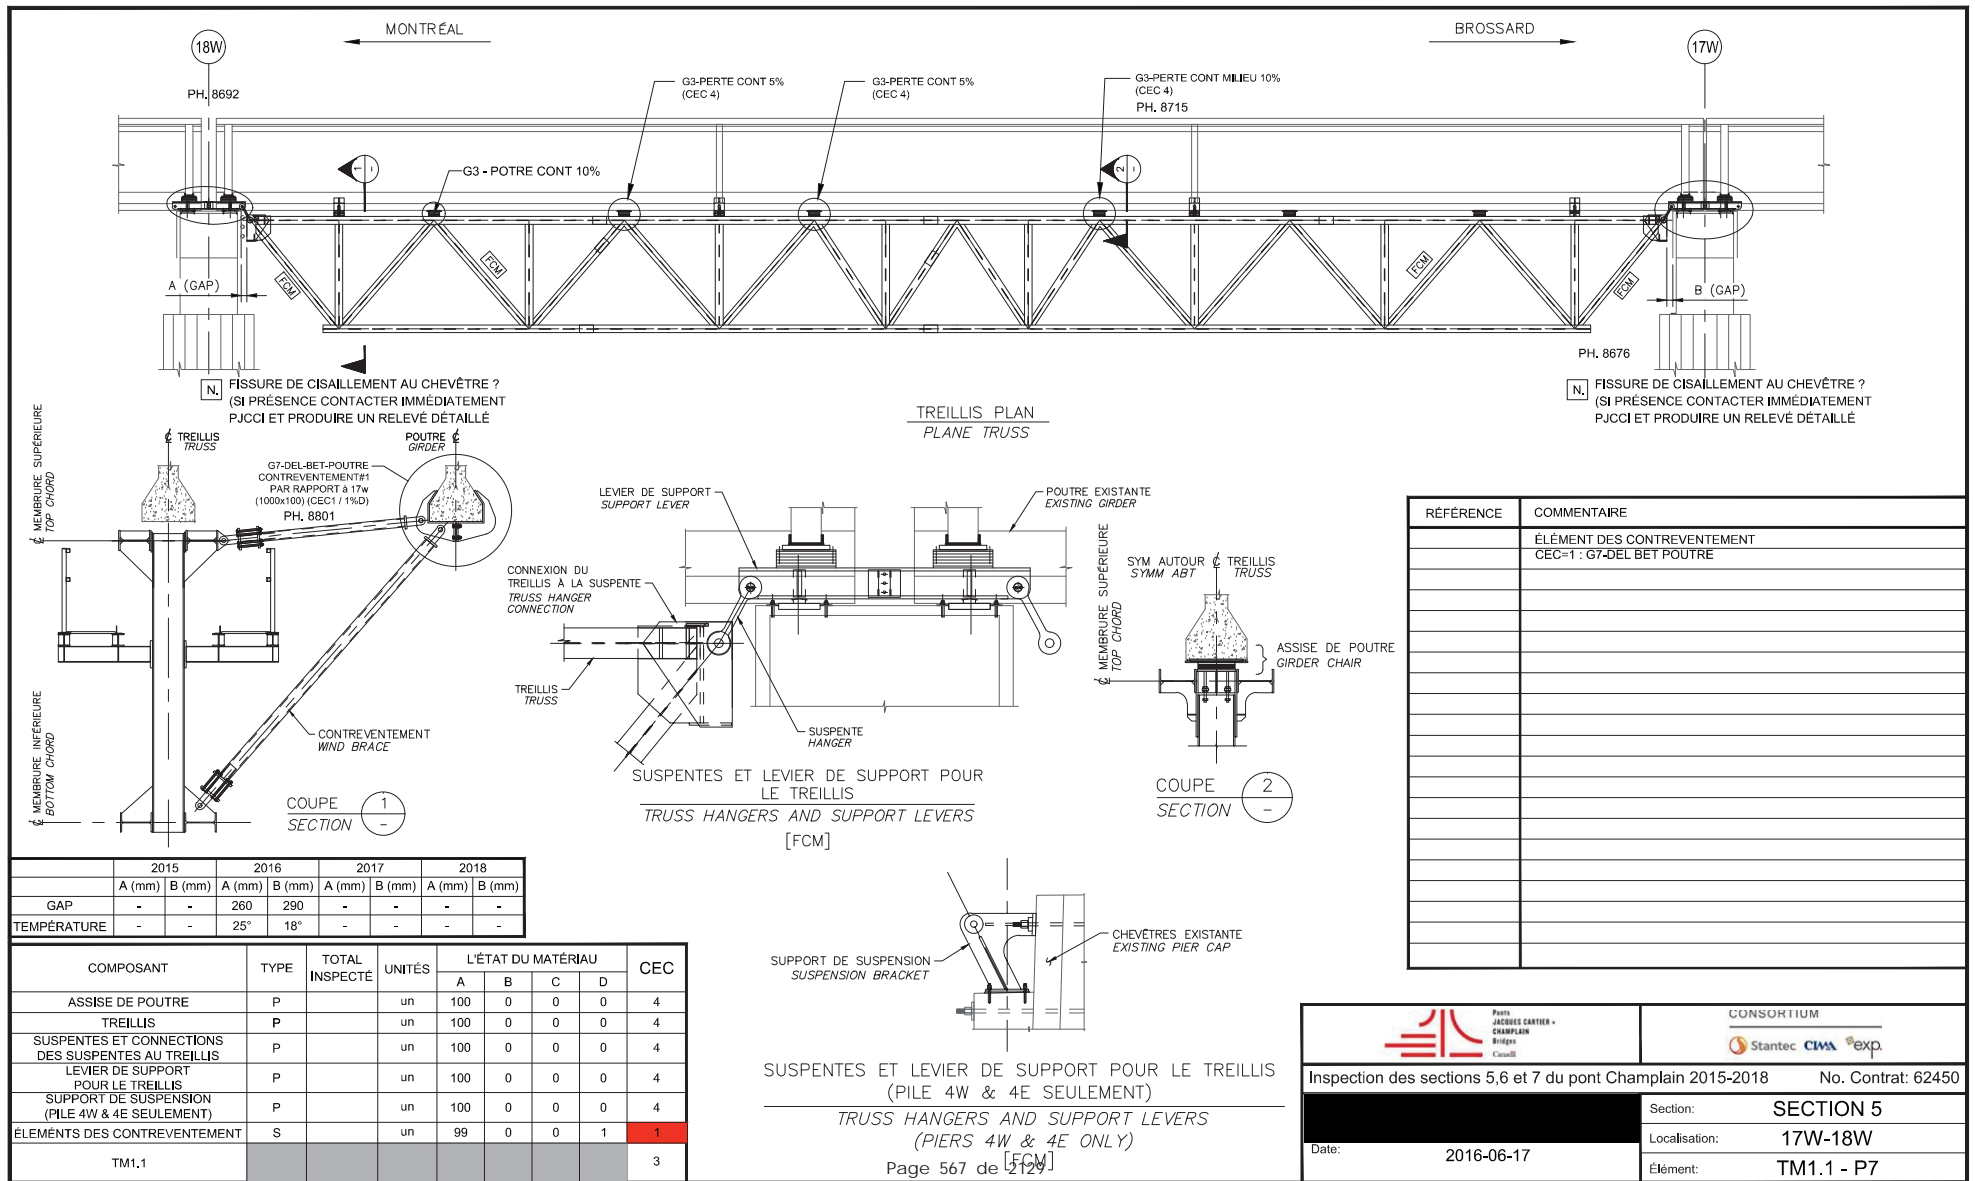 MONTRÉAL
BROSSARD
18W
17W
PH. 8692
G3-PERTE CONT 5%
(CEC 4)
G3-PERTE CONT 5%
(CEC 4)
G3-PERTE CONT MILIEU 10%
(CEC 4)
PH. 8715
1
-
G3 - POTRE CONT 10%
2
-
FCM
FCM
FCM
FCM
A (GAP)
B (GAP)
PH. 8676
N.
FISSURE DE CISAILLEMENT AU CHEVÊTRE ?
(SI PRÉSENCE CONTACTER IMMÉDIATEMENT
PJCCI ET PRODUIRE UN RELEVÉ DÉTAILLÉ
N.
FISSURE DE CISAILLEMENT AU CHEVÊTRE ?
(SI PRÉSENCE CONTACTER IMMÉDIATEMENT
PJCCI ET PRODUIRE UN RELEVÉ DÉTAILLÉ
TREILLIS PLAN
PLANE TRUSS
℄ MEMBRURE SUPÉRIEURE
TOP CHORD
℄ TREILLIS
TRUSS
POUTRE ℄
GIRDER
G7-DEL-BET-POUTRE
CONTREVENTEMENT#1
PAR RAPPORT à 17w
(1000x100) (CEC1 / 1%D)
PH. 8801
℄ MEMBRURE INFÉRIEURE
BOTTOM CHORD
CONTREVENTEMENT
WIND BRACE
COUPE
SECTION
1
-
LEVIER DE SUPPORT
SUPPORT LEVER
POUTRE EXISTANTE
EXISTING GIRDER
CONNEXION DU
TREILLIS À LA SUSPENTE
TRUSS HANGER
CONNECTION
TREILLIS
TRUSS
SUSPENTE
HANGER
SUSPENTES ET LEVIER DE SUPPORT POUR
LE TREILLIS
TRUSS HANGERS AND SUPPORT LEVERS
[FCM]
℄ MEMBRURE SUPÉRIEURE
TOP CHORD
SYM AUTOUR ℄ TREILLIS
SYMM ABT TRUSS
ASSISE DE POUTRE
GIRDER CHAIR
COUPE
SECTION
2
-
RÉFÉRENCE COMMENTAIRE
ÉLÉMENT DES CONTREVENTEMENT
CEC=1 : G7-DEL BET POUTRE
2015 2016 2017 2018
A (mm) B (mm) A (mm) B (mm) A (mm) B (mm) A (mm) B (mm)
GAP - - 260 290 - - - -
TEMPÉRATURE - - 25° 18° - - - -
COMPOSANT TYPE TOTAL INSPECTÉ UNITÉS L'ÉTAT DU MATÉRIAU CEC
A B C D
ASSISE DE POUTRE P un 100 0 0 0 4
TREILLIS P un 100 0 0 0 4
SUSPENTES ET CONNECTIONS
DES SUSPENTES AU TREILLIS P un 100 0 0 0 4
LEVIER DE SUPPORT
POUR LE TREILLIS P un 100 0 0 0 4
SUPPORT DE SUSPENSION
(PILE 4W & 4E SEULEMENT) P un 100 0 0 0 4
ÉLEMÉNTS DES CONTREVENTEMENT S un 99 0 0 1 1
TM1.1 3
SUPPORT DE SUSPENSION
SUSPENSION BRACKET
CHEVÊTRES EXISTANTE
EXISTING PIER CAP
SUSPENTES ET LEVIER DE SUPPORT POUR LE TREILLIS
(PILE 4W & 4E SEULEMENT)
TRUSS HANGERS AND SUPPORT LEVERS
(PIERS 4W & 4E ONLY)
[FCM]
Page 567 de 2129
Ponts
JACQUES CARTIER +
CHAMPLAIN
Bridges
Canada
CONSORTIUM
Stantec CIMA+ exp.
Inspection des sections 5,6 et 7 du pont Champlain 2015-2018 No. Contrat: 62450
Section: SECTION 5
Localisation: 17W-18W
Date: 2016-06-17
Élément: TM1.1 - P7